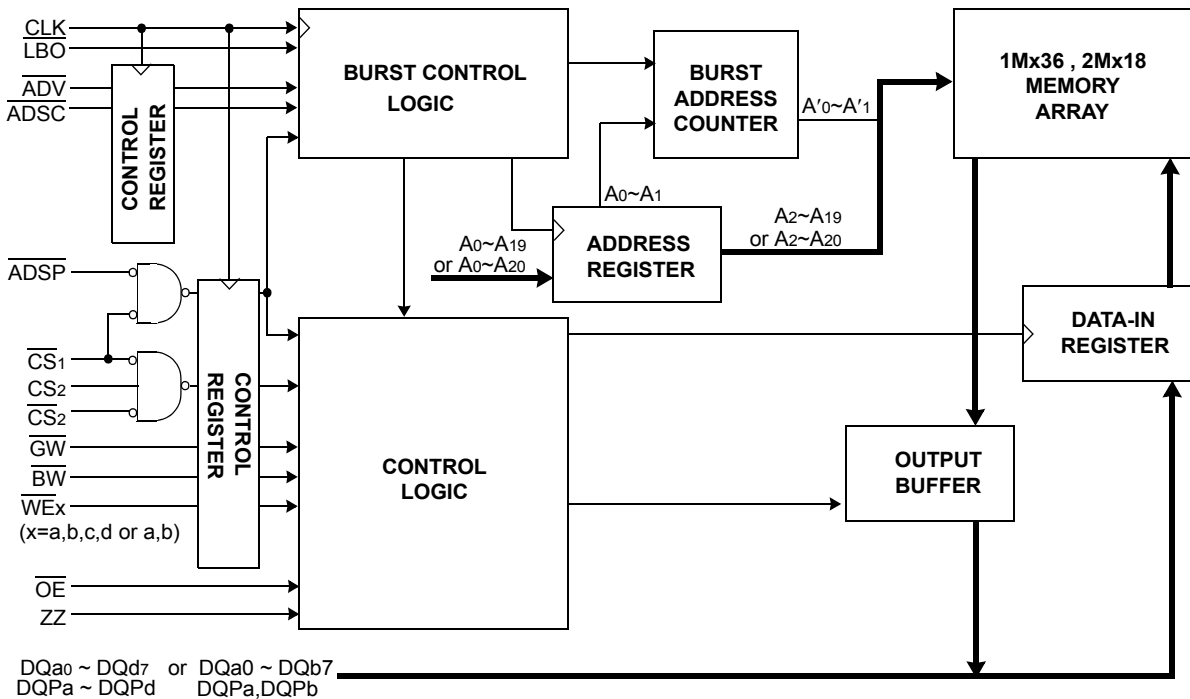 CLK
LBO
ADV
ADSC
CONTROL
REGISTER
BURST CONTROL
LOGIC
BURST
ADDRESS
COUNTER
A′0~A′1
1Mx36 , 2Mx18
MEMORY
ARRAY
A0~A1
A0~A19
or A0~A20
ADDRESS
REGISTER
A2~A19
or A2~A20
ADSP
CS1
CS2
CS2
GW
BW
WEx
(x=a,b,c,d or a,b)
CONTROL
REGISTER
CONTROL
LOGIC
DATA-IN
REGISTER
OUTPUT
BUFFER
OE
ZZ
DQa0 ~ DQd7 or DQa0 ~ DQb7
DQPa ~ DQPd DQPa,DQPb